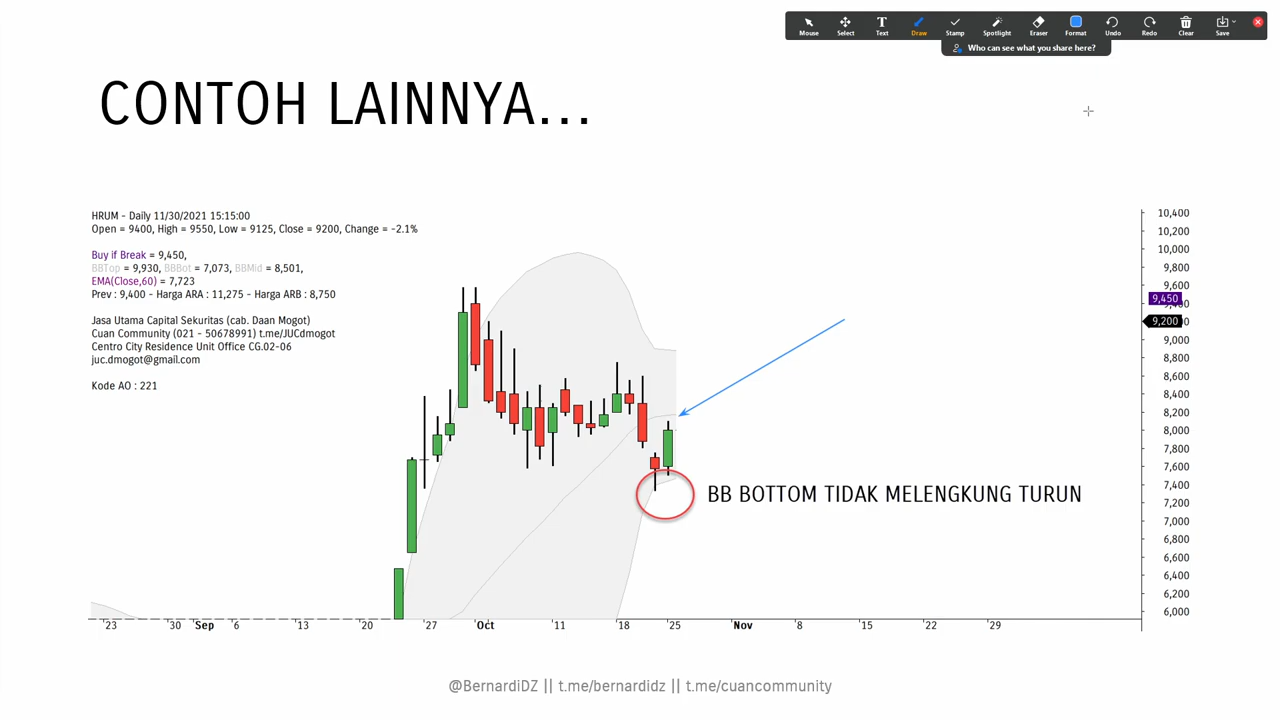 Mouse Select Text Draw Stamp Spotlight Eraser Format Undo Redo Clear Save
Who can see what you share here?
CONTOH LAINNYA...
HRUM - Daily 11/30/2021 15:15:00
Open = 9400, High = 9550, Low = 9125, Close = 9200, Change = -2.1%
Buy if Break = 9,450,
BBTop = 9,930, BBBot = 7,073, BBMid = 8,501,
EMA(Close,60) = 7,723
Prev : 9,400 - Harga ARA : 11,275 - Harga ARB : 8,750
Jasa Utama Capital Sekuritas (cab. Daan Mogot)
Cuan Community (021 - 50678991) t.me/JUCdmogot
Centro City Residence Unit Office CG.02-06
juc.dmogot@gmail.com
Kode AO : 221
10,400
10,200
10,000
9,800
9,600
9,450
9,200
9,000
8,800
8,600
8,400
8,200
8,000
7,800
7,600
7,400
7,200
7,000
6,800
6,600
6,400
6,200
6,000
BB BOTTOM TIDAK MELENGKUNG TURUN
23 30 Sep 6 13 20 27 Oct 11 18 25 Nov 8 15 22 29
@BernardiDZ || t.me/bernardidz || t.me/cuancommunity